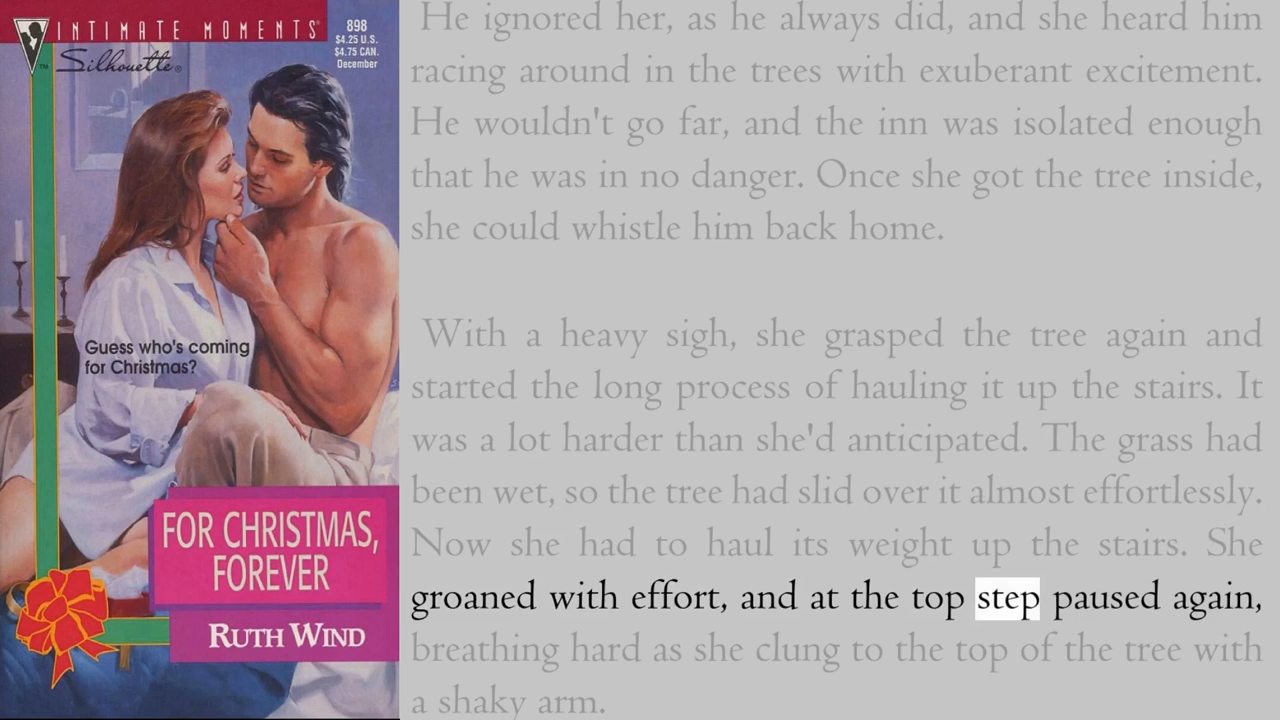 INTIMATE MOMENTS®
898
$4.25 U.S.
$4.75 CAN.
December
™
Silhouette®
Guess who's coming
for Christmas?
FOR CHRISTMAS,
FOREVER
RUTH WIND
He ignored her, as he always did, and she heard him
racing around in the trees with exuberant excitement.
He wouldn't go far, and the inn was isolated enough
that he was in no danger. Once she got the tree inside,
she could whistle him back home.
With a heavy sigh, she grasped the tree again and
started the long process of hauling it up the stairs. It
was a lot harder than she'd anticipated. The grass had
been wet, so the tree had slid over it almost effortlessly.
Now she had to haul its weight up the stairs. She
groaned with effort, and at the top step paused again,
breathing hard as she clung to the top of the tree with
a shaky arm.